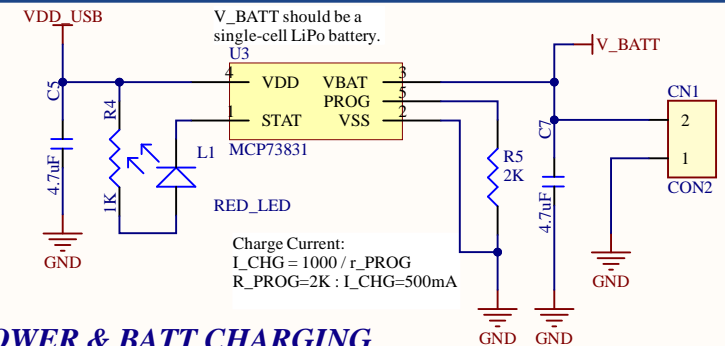 VDD_USB
V_BATT should be a
single-cell LiPo battery.
U3
V_BATT
C5
4
VDD
VBAT
3
CN1
R4
PROG
5
1
STAT
VSS
2
C7
2
MCP73831
L1
R5
2K
1
4.7uF
1K
RED_LED
4.7uF
CON2
Charge Current:
I_CHG = 1000 / r_PROG
R_PROG=2K : I_CHG=500mA
GND
GND
GND
GND
OWER & BATT CHARGING